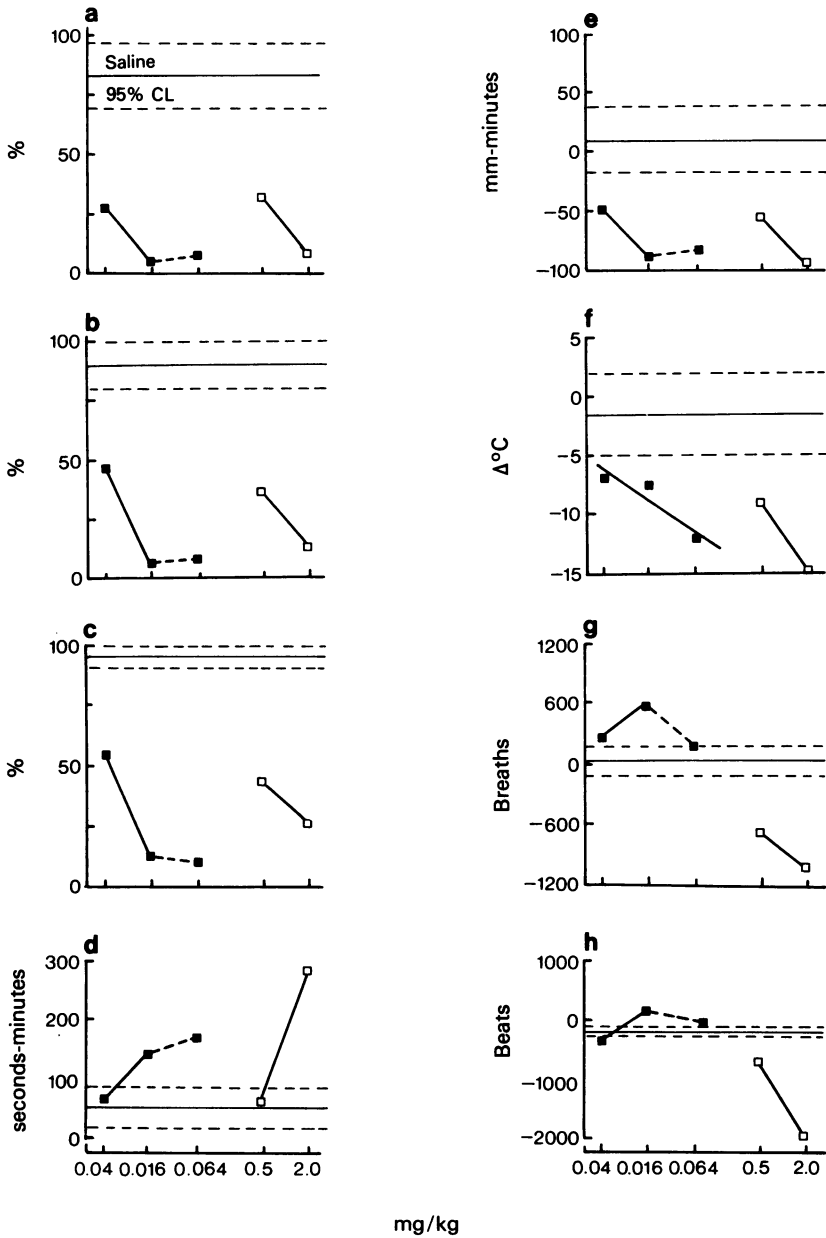 a
100
50
0
%
Saline
95% CL
b
100
50
0
%
c
100
50
0
%
d
300
200
100
0
seconds-minutes
0.04 0.016 0.064 0.5 2.0
e
100
50
0
−50
−100
mm-minutes
f
5
0
−5
−10
−15
Δ°C
g
1200
600
0
−600
−1200
Breaths
h
1000
0
−1000
−2000
Beats
0.04 0.016 0.064 0.5 2.0
mg/kg